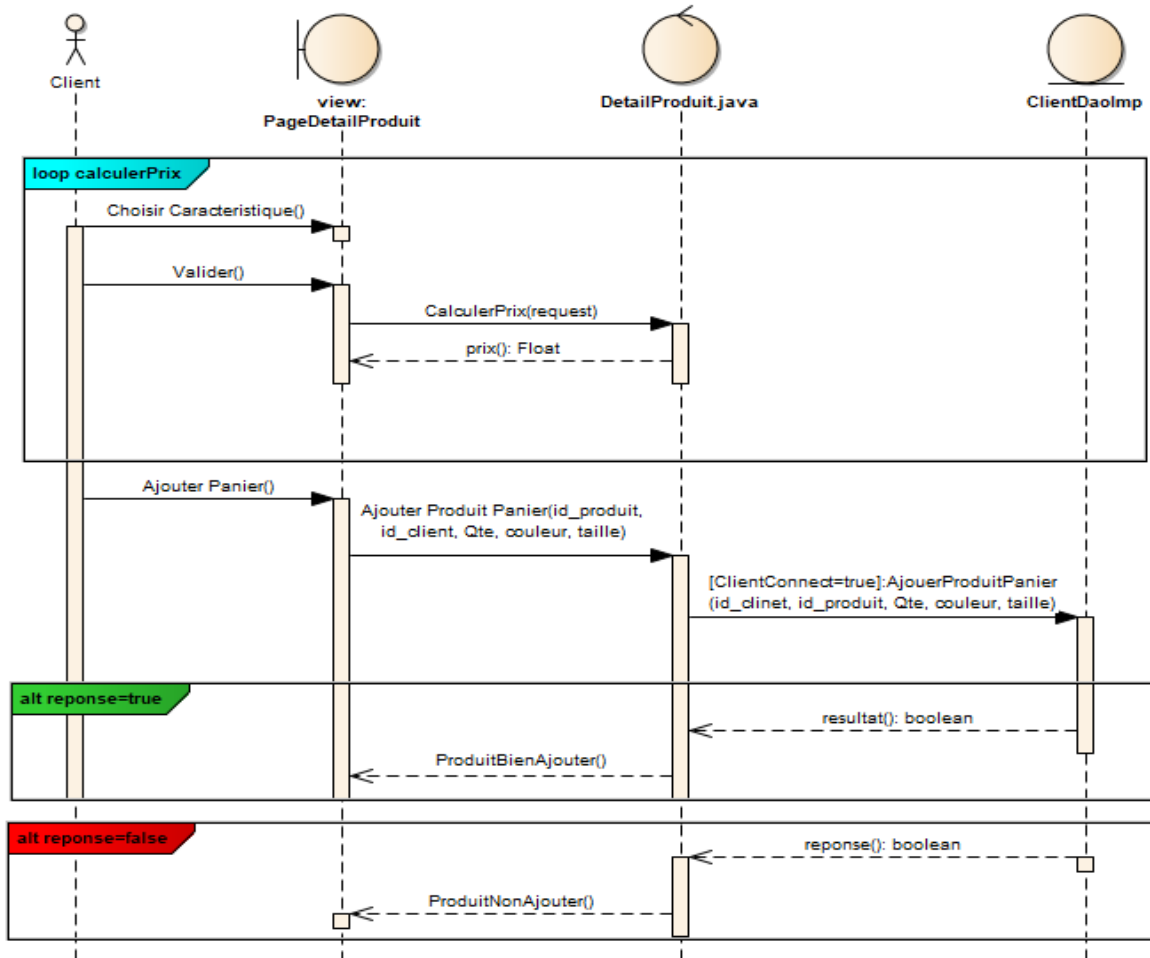 Client
view:
PageDetailProduit
DetailProduit.java
ClientDaoImp
loop calculerPrix
Choisir Caracteristique()
Valider()
CalculerPrix(request)
prix(): Float
Ajouter Panier()
Ajouter Produit Panier(id_produit,
id_client, Qte, couleur, taille)
[ClientConnect=true]:AjouerProduitPanier
(id_clinet, id_produit, Qte, couleur, taille)
alt reponse=true
resultat(): boolean
ProduitBienAjouter()
alt reponse=false
reponse(): boolean
ProduitNonAjouter()